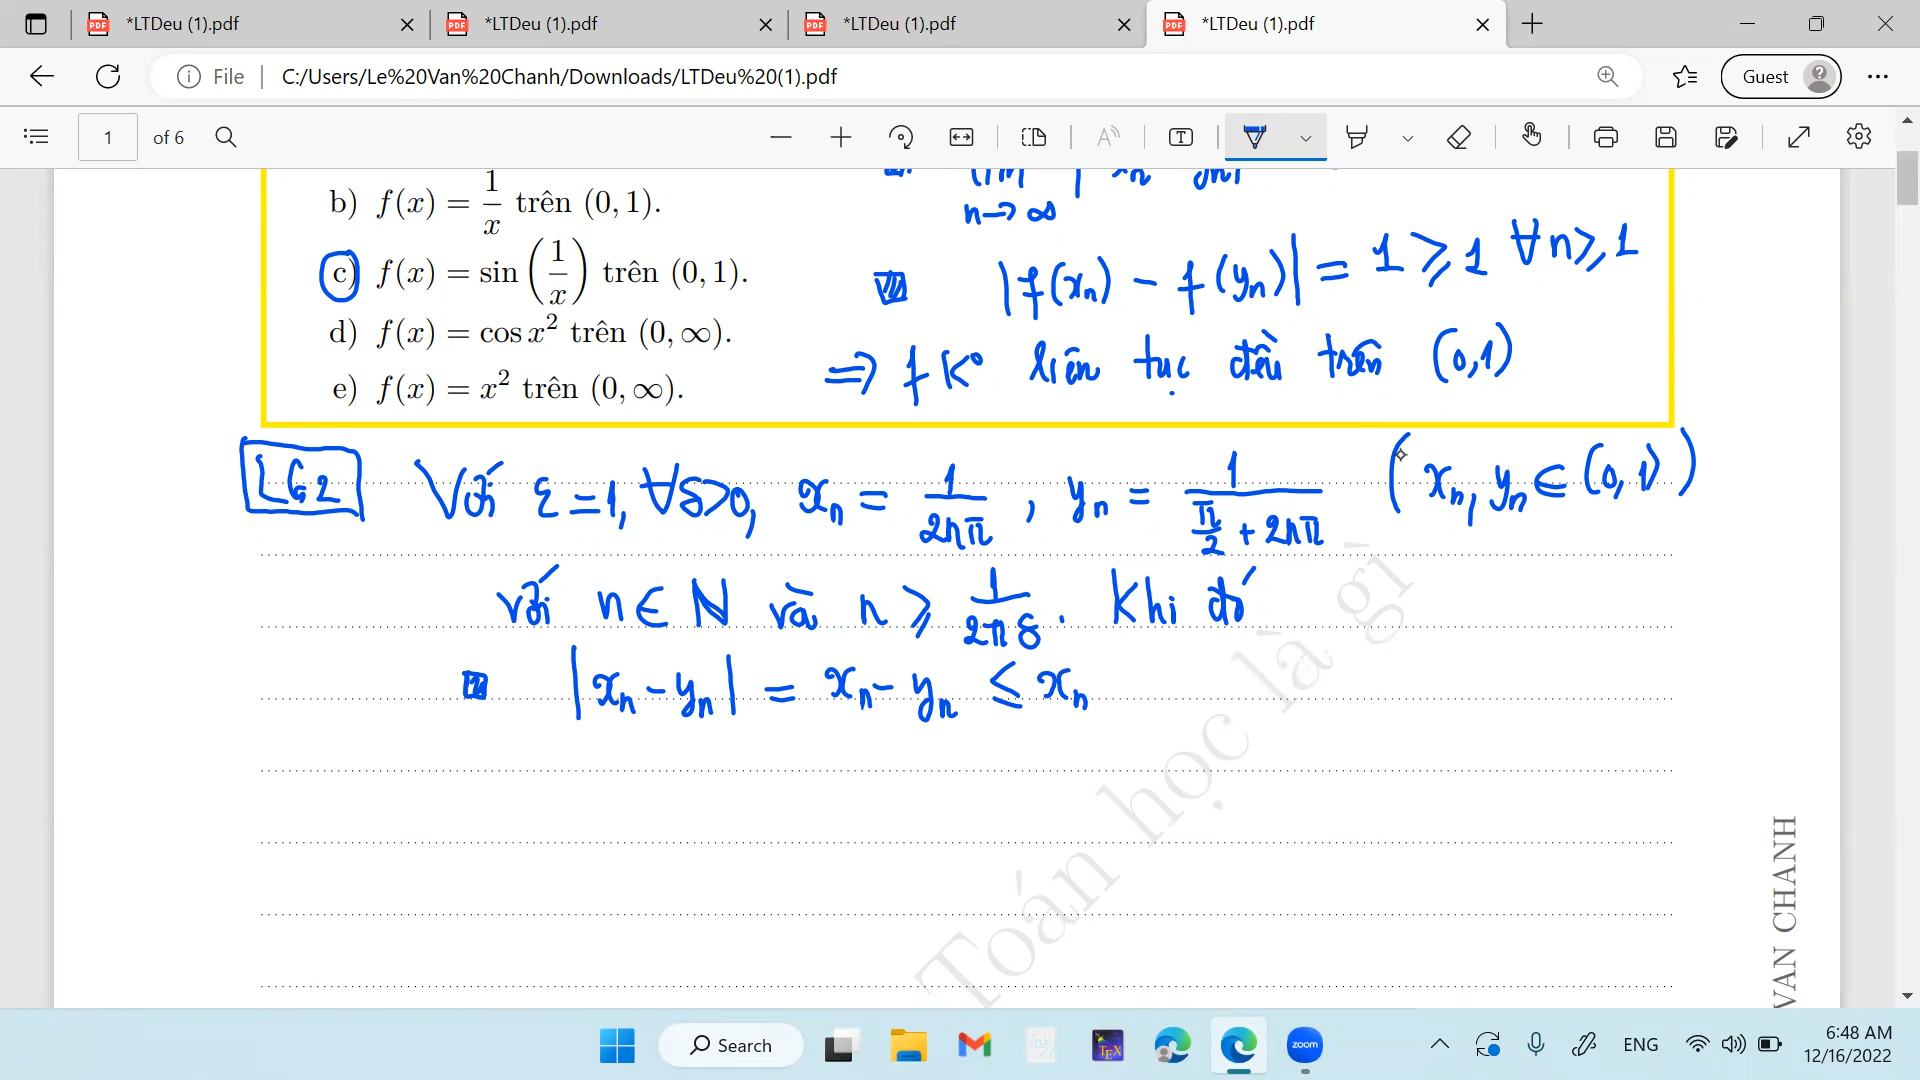 *LTDeu (1).pdf
*LTDeu (1).pdf
*LTDeu (1).pdf
*LTDeu (1).pdf
File
C:/Users/Le%20Van%20Chanh/Downloads/LTDeu%20(1).pdf
Guest
1 of 6
b) f(x) = 1/x trên (0, 1).
c) f(x) = sin (1/x) trên (0, 1).
d) f(x) = cos x² trên (0, ∞).
e) f(x) = x² trên (0, ∞).
n→∞
|f(xₙ) − f(yₙ)| = 1 ⩾ 1 ∀n⩾1
⇒ f K° liên tục đều trên (0,1)
LG2
Với ε=1, ∀δ>0, xₙ = 1/(2nπ), yₙ = 1/(π/2 + 2nπ) (xₙ, yₙ ∈ (0,1))
với n∈ℕ và n ⩾ 1/(2πδ). Khi đó
|xₙ − yₙ| = xₙ − yₙ ≤ xₙ
Toán học là gì
VAN CHANH
Search
ENG
6:48 AM
12/16/2022